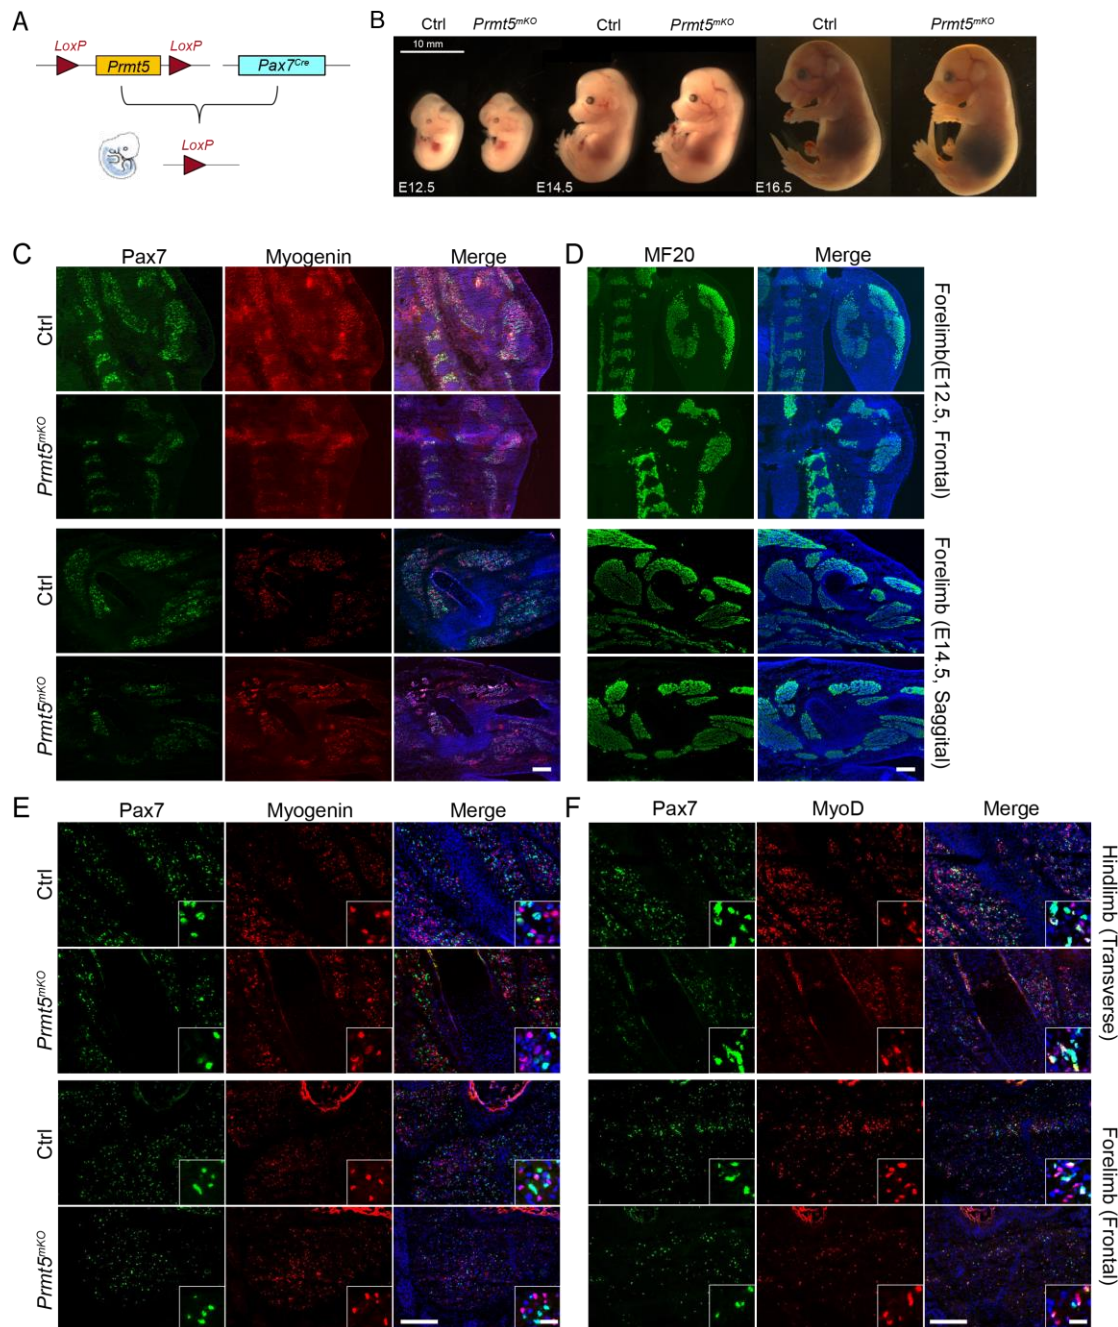 A
LoxP LoxP
Prmt5 Pax7Cre
LoxP
B
Ctrl Prmt5mKO Ctrl Prmt5mKO Ctrl Prmt5mKO
10 mm
E12.5 E14.5 E16.5
C
Pax7 Myogenin Merge
Ctrl
Prmt5mKO
Ctrl
Prmt5mKO
D
MF20 Merge
Forelimb(E12.5, Frontal)
Forelimb (E14.5, Saggital)
E
Pax7 Myogenin Merge
Ctrl
Prmt5mKO
Ctrl
Prmt5mKO
F
Pax7 MyoD Merge
Hindlimb (Transverse)
Forelimb (Frontal)